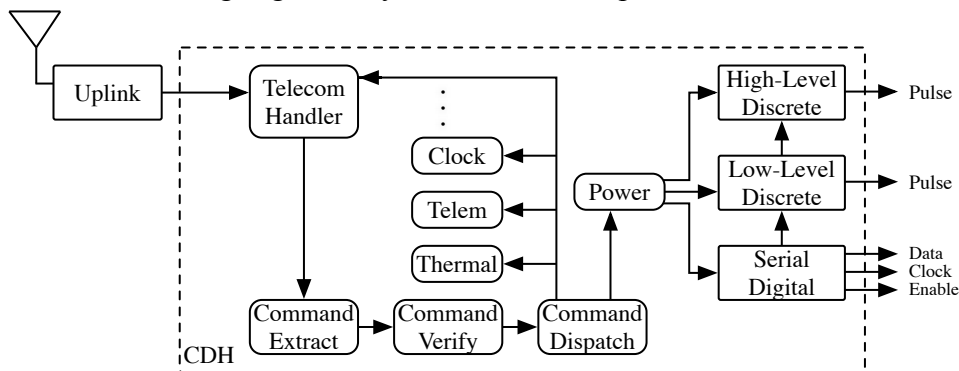 Uplink
Telecom
Handler
Clock
Telem
Thermal
Command
Extract
Command
Verify
Command
Dispatch
Power
High-Level
Discrete
Low-Level
Discrete
Serial
Digital
Pulse
Pulse
Data
Clock
Enable
CDH